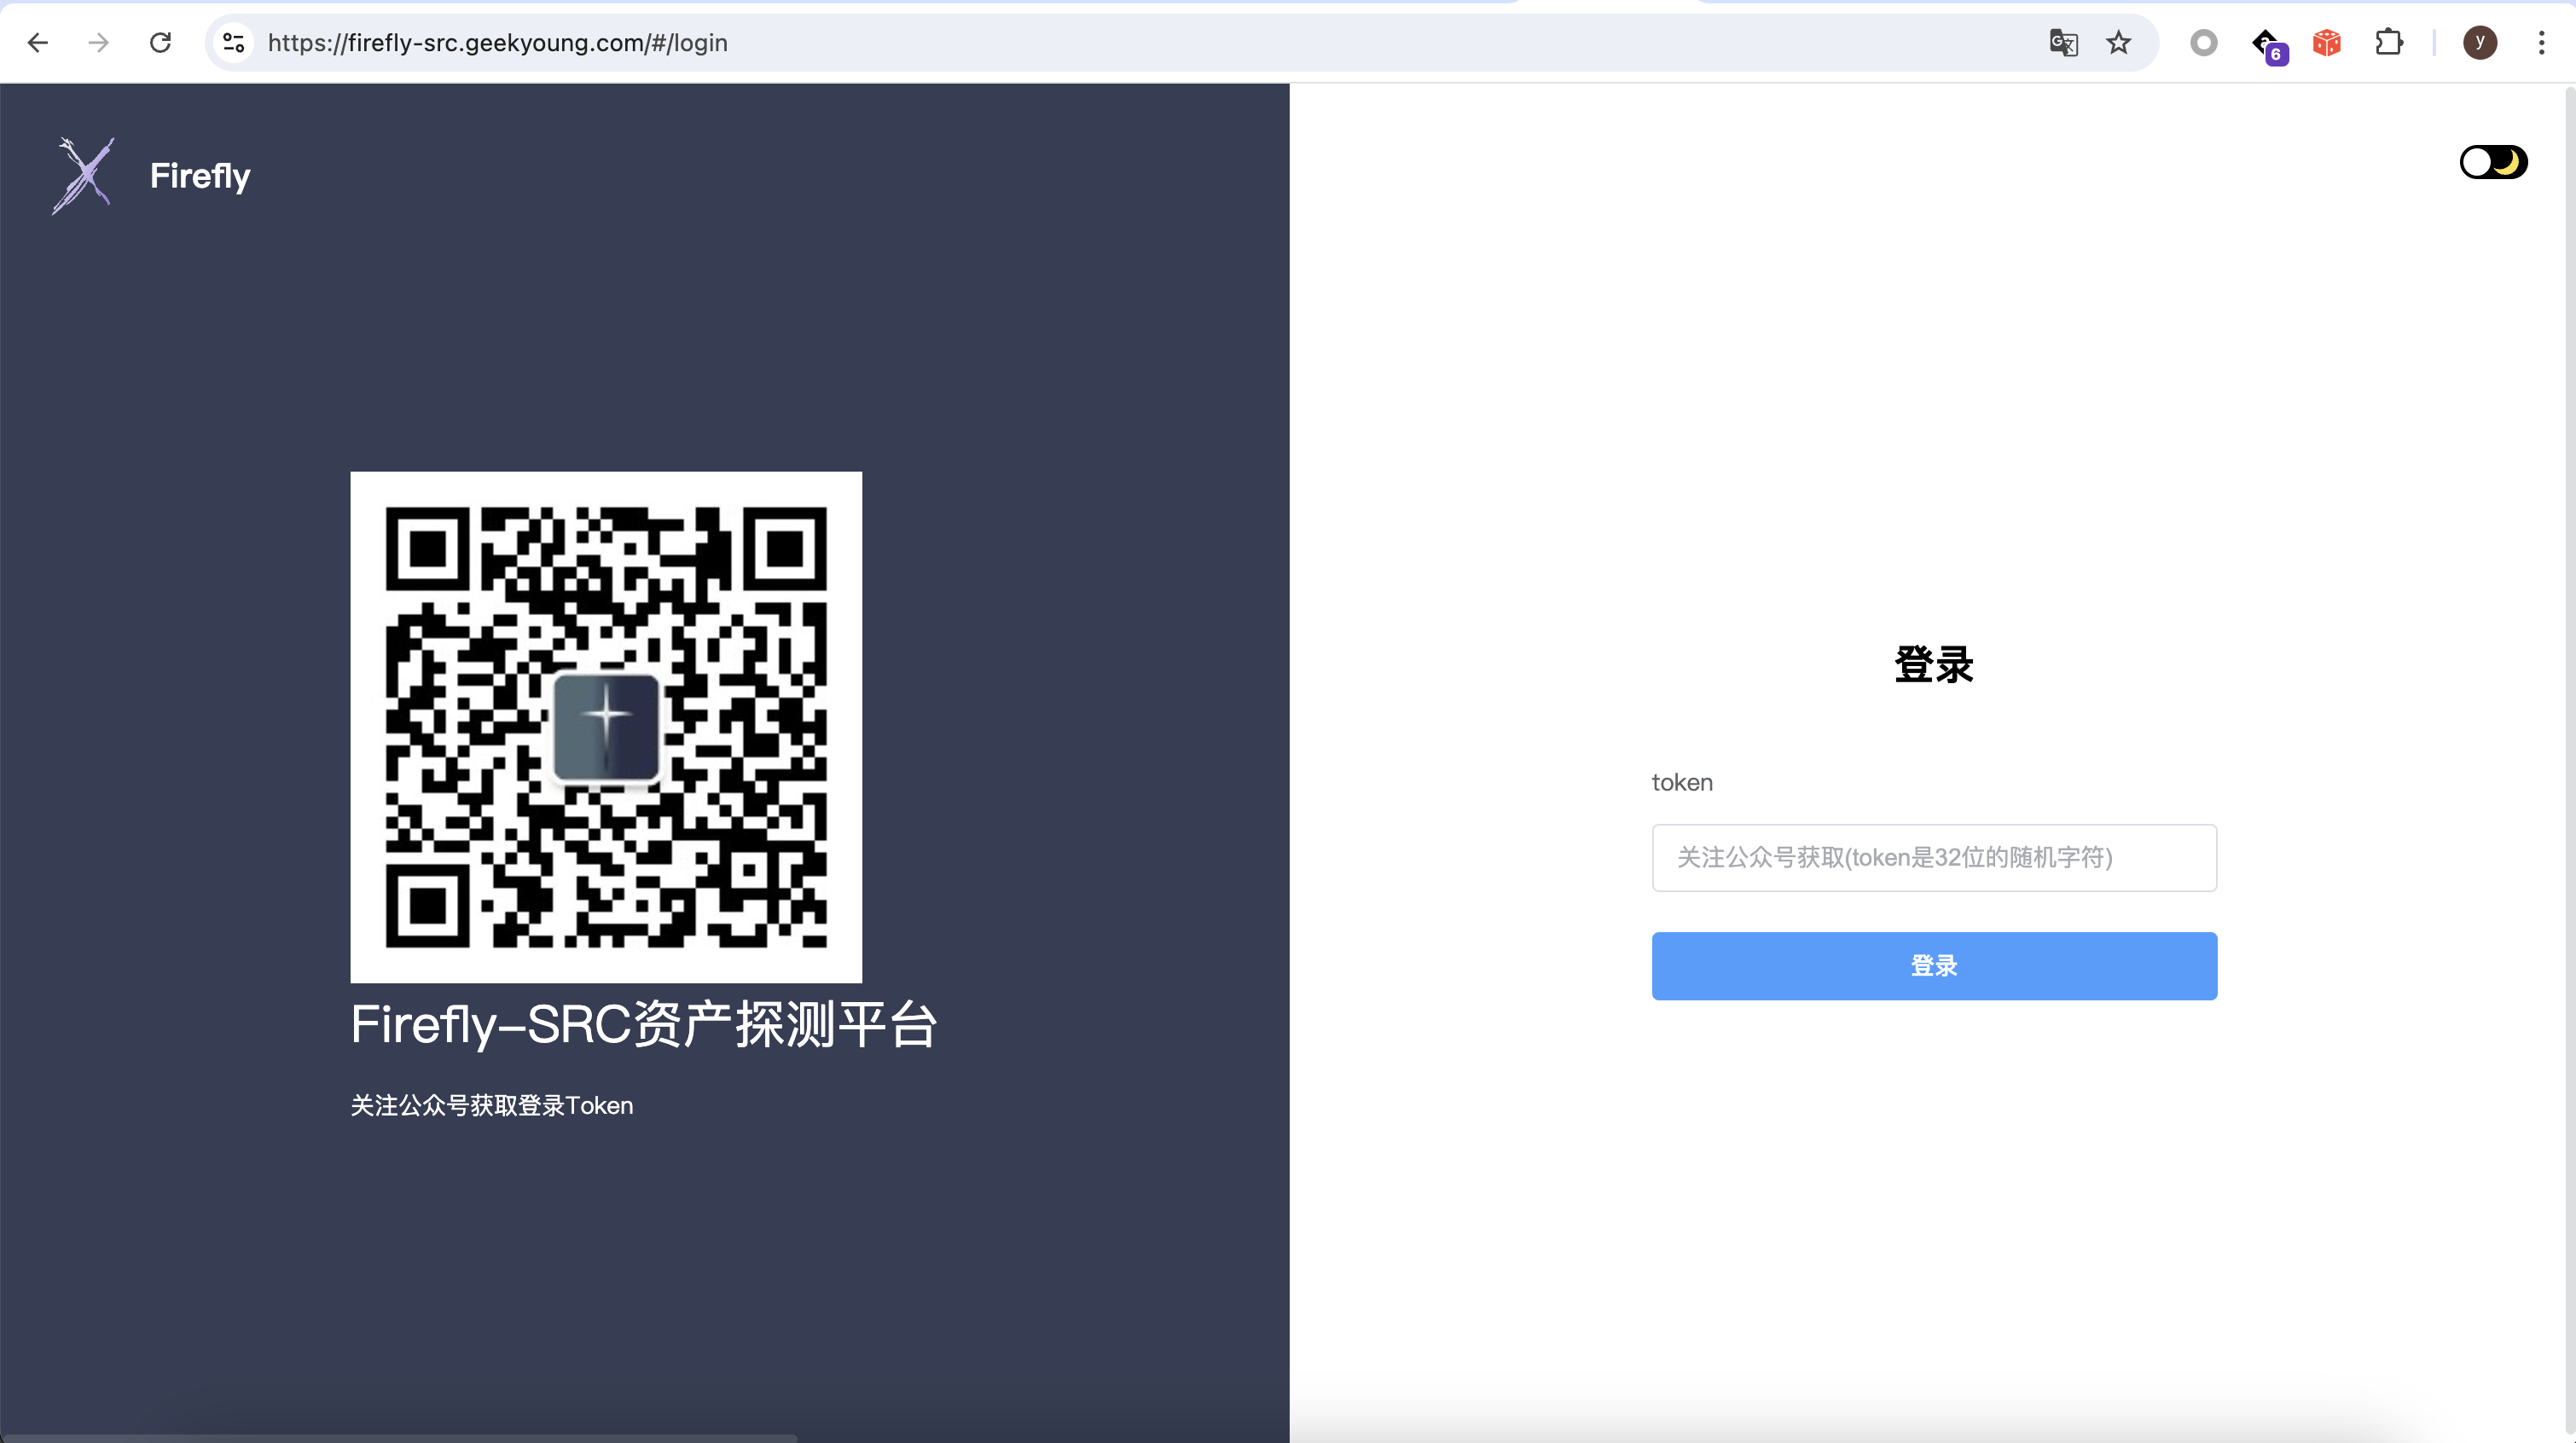 https://firefly-src.geekyoung.com/#/login
6
y
Firefly
Firefly-SRC资产探测平台
关注公众号获取登录Token
登录
token
关注公众号获取(token是32位的随机字符)
登录